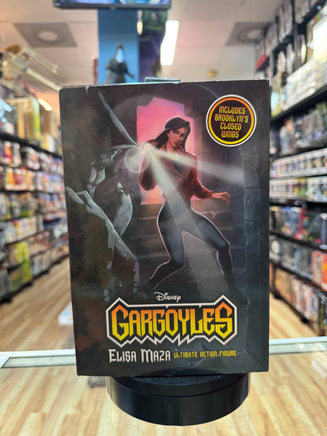 INCLUDES
BROOKLYN'S
CLOSED
WINGS
Disney
GARGOYLES
ELISA MAZA ULTIMATE ACTION FIGURE